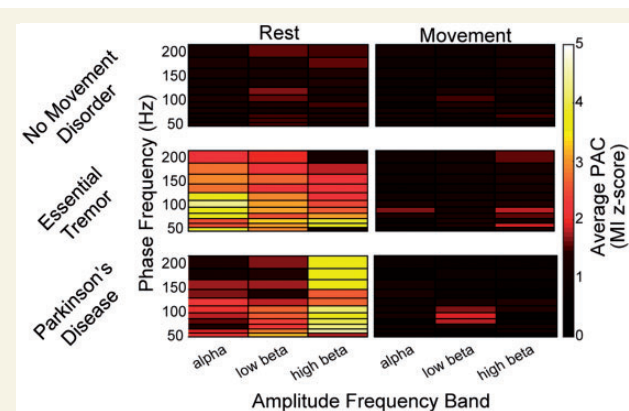 Rest Movement
No Movement
Disorder
200
150
100
50
Essential
Tremor
200
150
100
50
Parkinson's
Disease
200
150
100
50
Phase Frequency (Hz)
alpha low beta high beta alpha low beta high beta
Amplitude Frequency Band
5
4
3
2
1
0
Average PAC
(MI z-score)